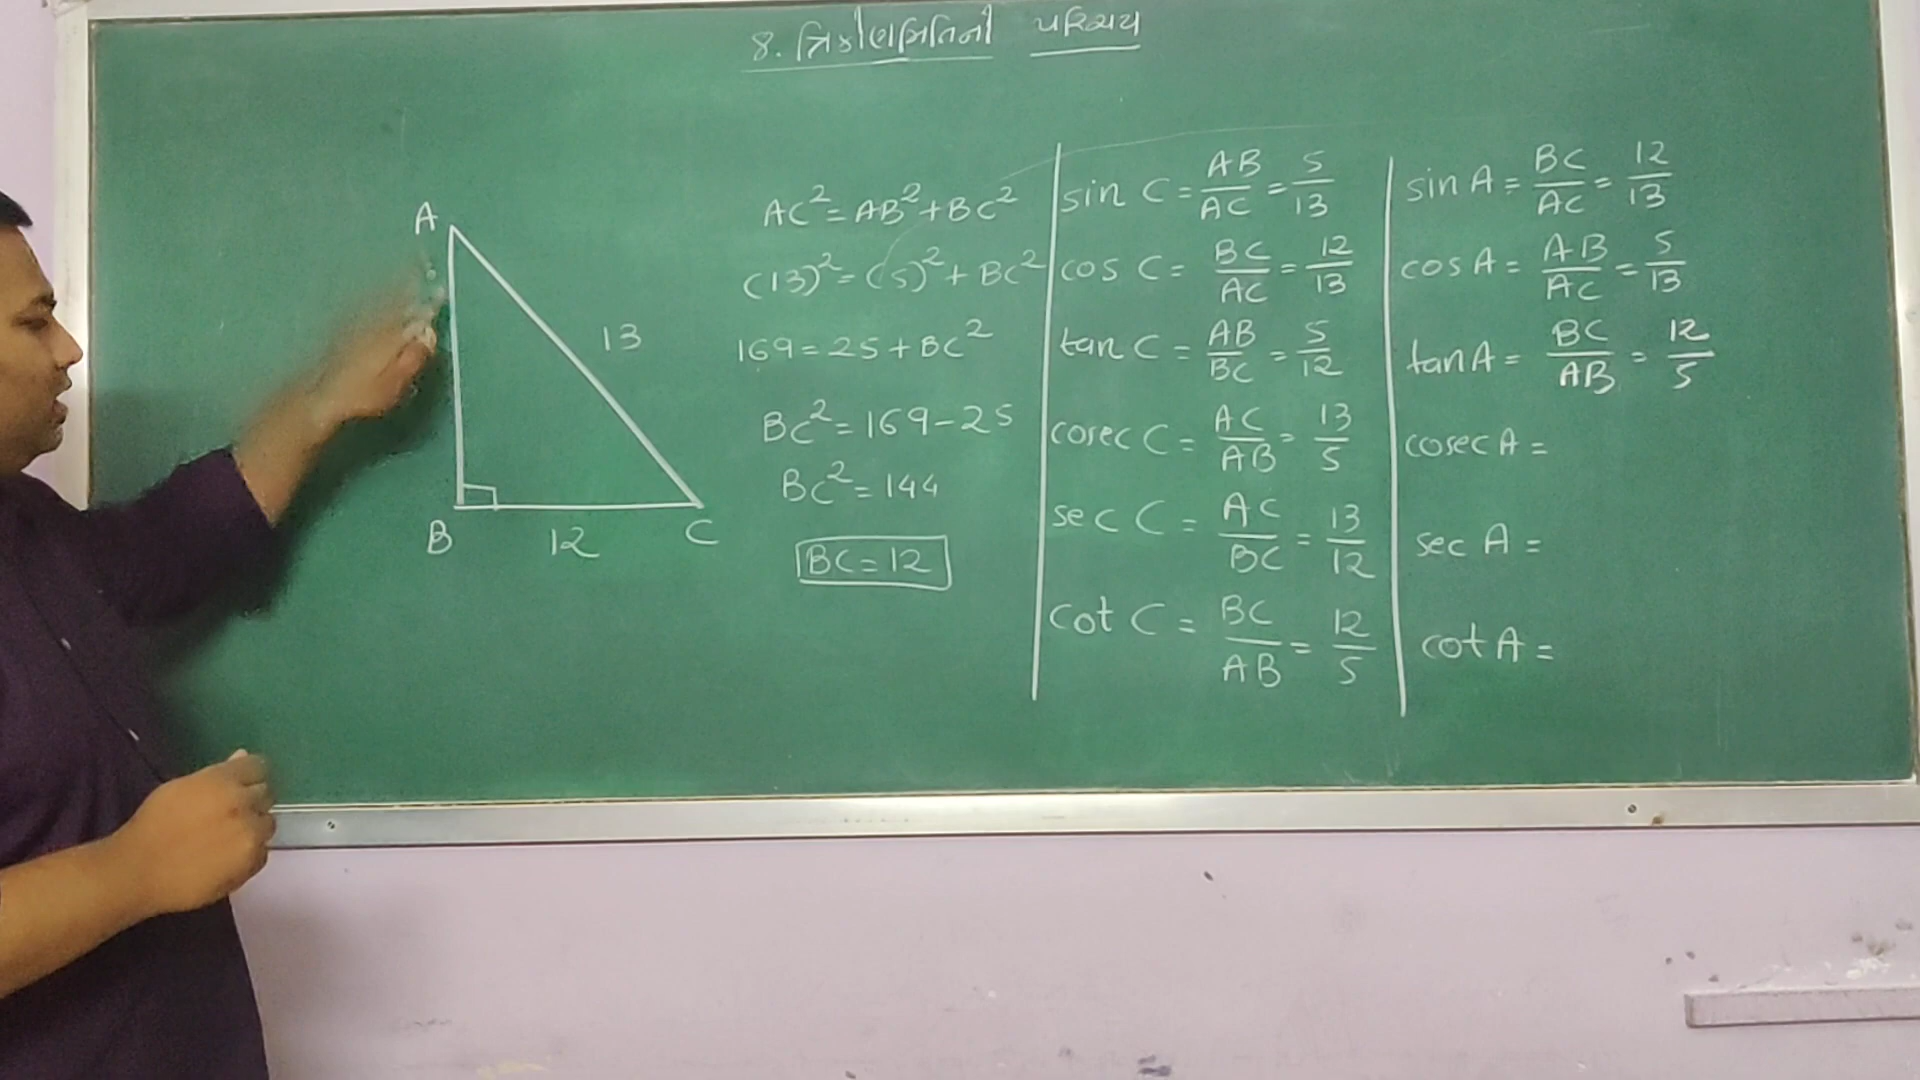 8. ત્રિકોણમિતિનો પરિચય
A
13
B
12
C
AC² = AB² + BC²
(13)² = (5)² + BC²
169 = 25 + BC²
BC² = 169 - 25
BC² = 144
BC = 12
sin C = AB/AC = 5/13
cos C = BC/AC = 12/13
tan C = AB/BC = 5/12
cosec C = AC/AB = 13/5
sec C = AC/BC = 13/12
cot C = BC/AB = 12/5
sin A = BC/AC = 12/13
cos A = AB/AC = 5/13
tan A = BC/AB = 12/5
cosec A =
sec A =
cot A =